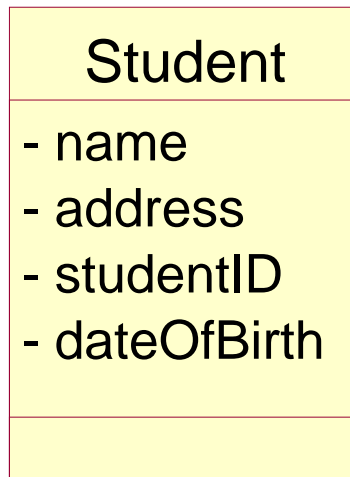 Student
- name
- address
- studentID
- dateOfBirth